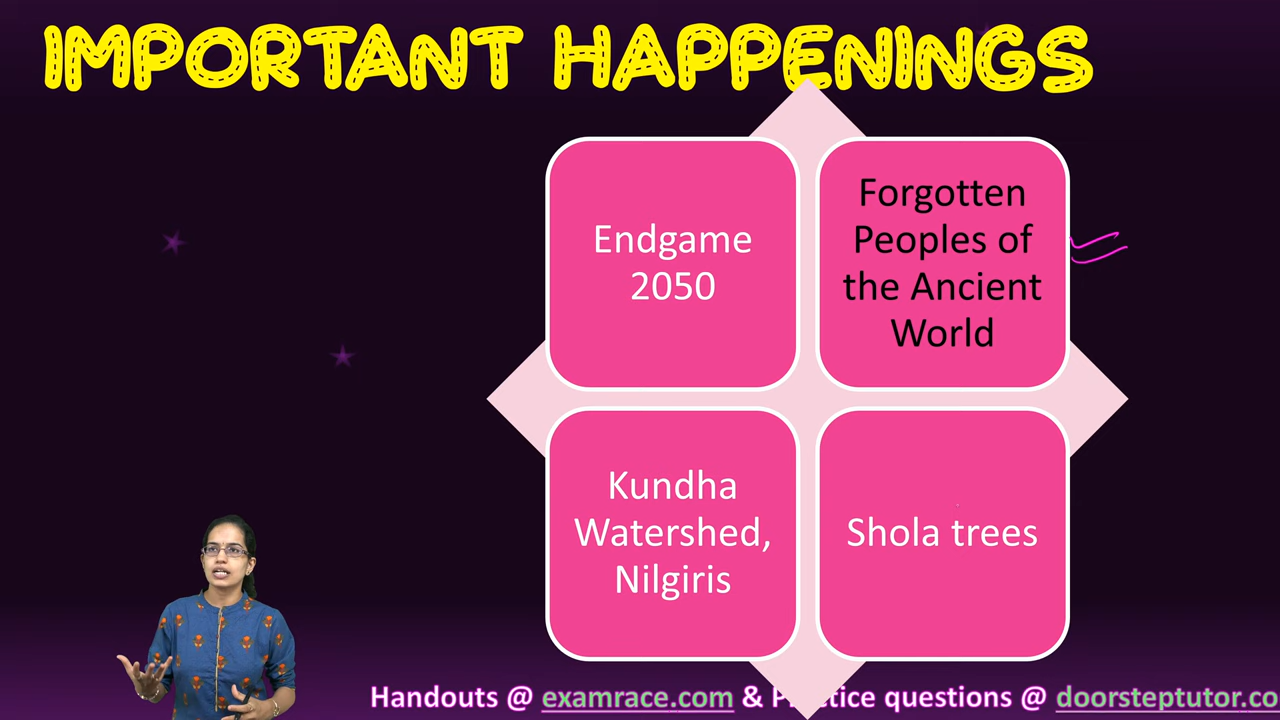 IMPORTANT HAPPENINGS
Endgame
2050
Forgotten
Peoples of
the Ancient
World
Kundha
Watershed,
Nilgiris
Shola trees
Handouts @ examrace.com & questions @ doorsteptutor.co